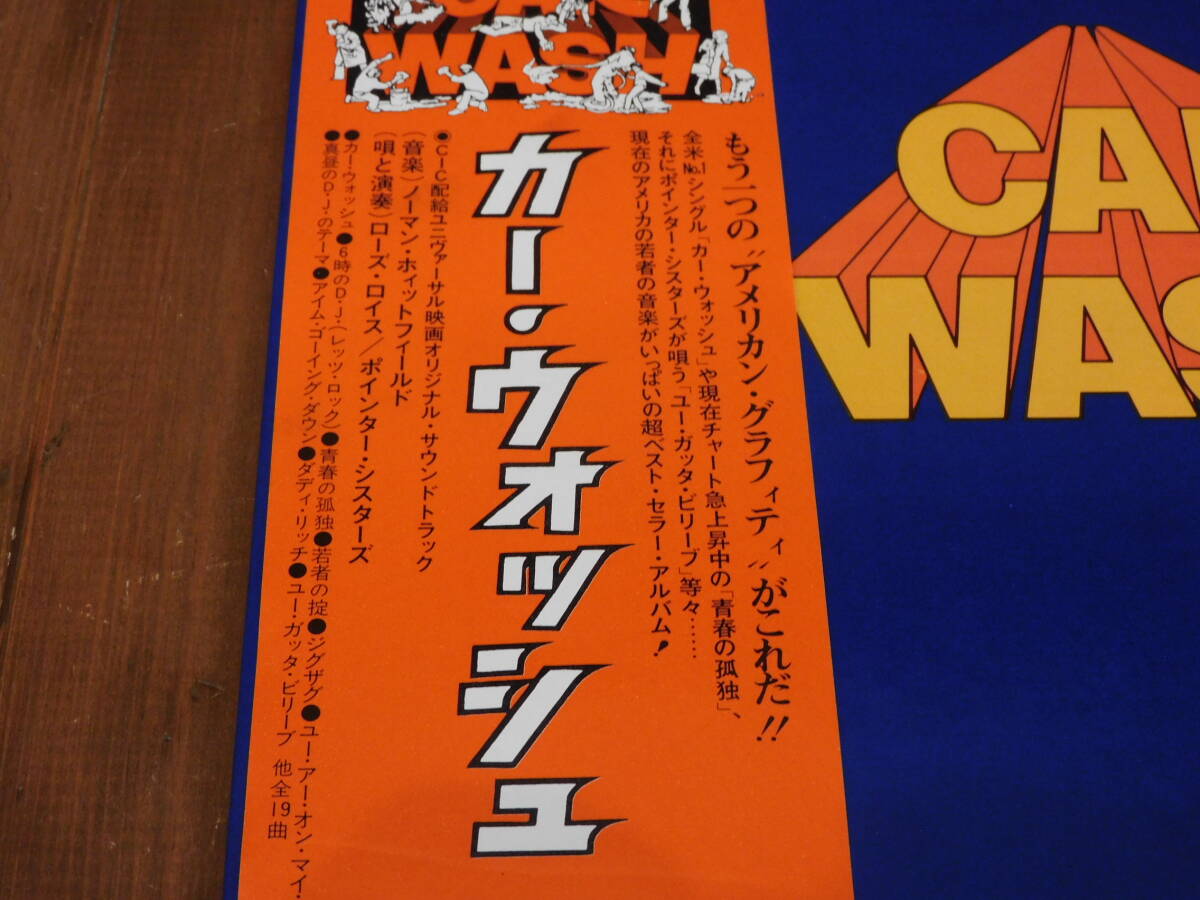 CAR
WASH
もう一つの〝アメリカン・グラフィティ〟がこれだ!!
全米No.1シングル「カー・ウォッシュ」や現在チャート急上昇中の「青春の孤独」、
それにポインター・シスターズが唄う「ユー・ガッタ・ビリーブ」等々……
現在のアメリカの若者の音楽がいっぱいの超ベスト・セラー・アルバム!
カー・ウォッシュ
◉C・I・C配給ユニヴァーサル映画オリジナル・サウンドトラック
(音楽)ノーマン・ホイットフィールド
(唄と演奏)ローズ・ロイス/ポインター・シスターズ
●カー・ウォッシュ●6時のD・J・(レッツ・ロック)●青春の孤独●若者の掟●ジグザグ●ユー・アー・オン・マイ・
●真昼のD・J・のテーマ●アイム・ゴーイング・ダウン●ダディ・リッチ●ユー・ガッタ・ビリーブ 他全19曲
CA
WAS